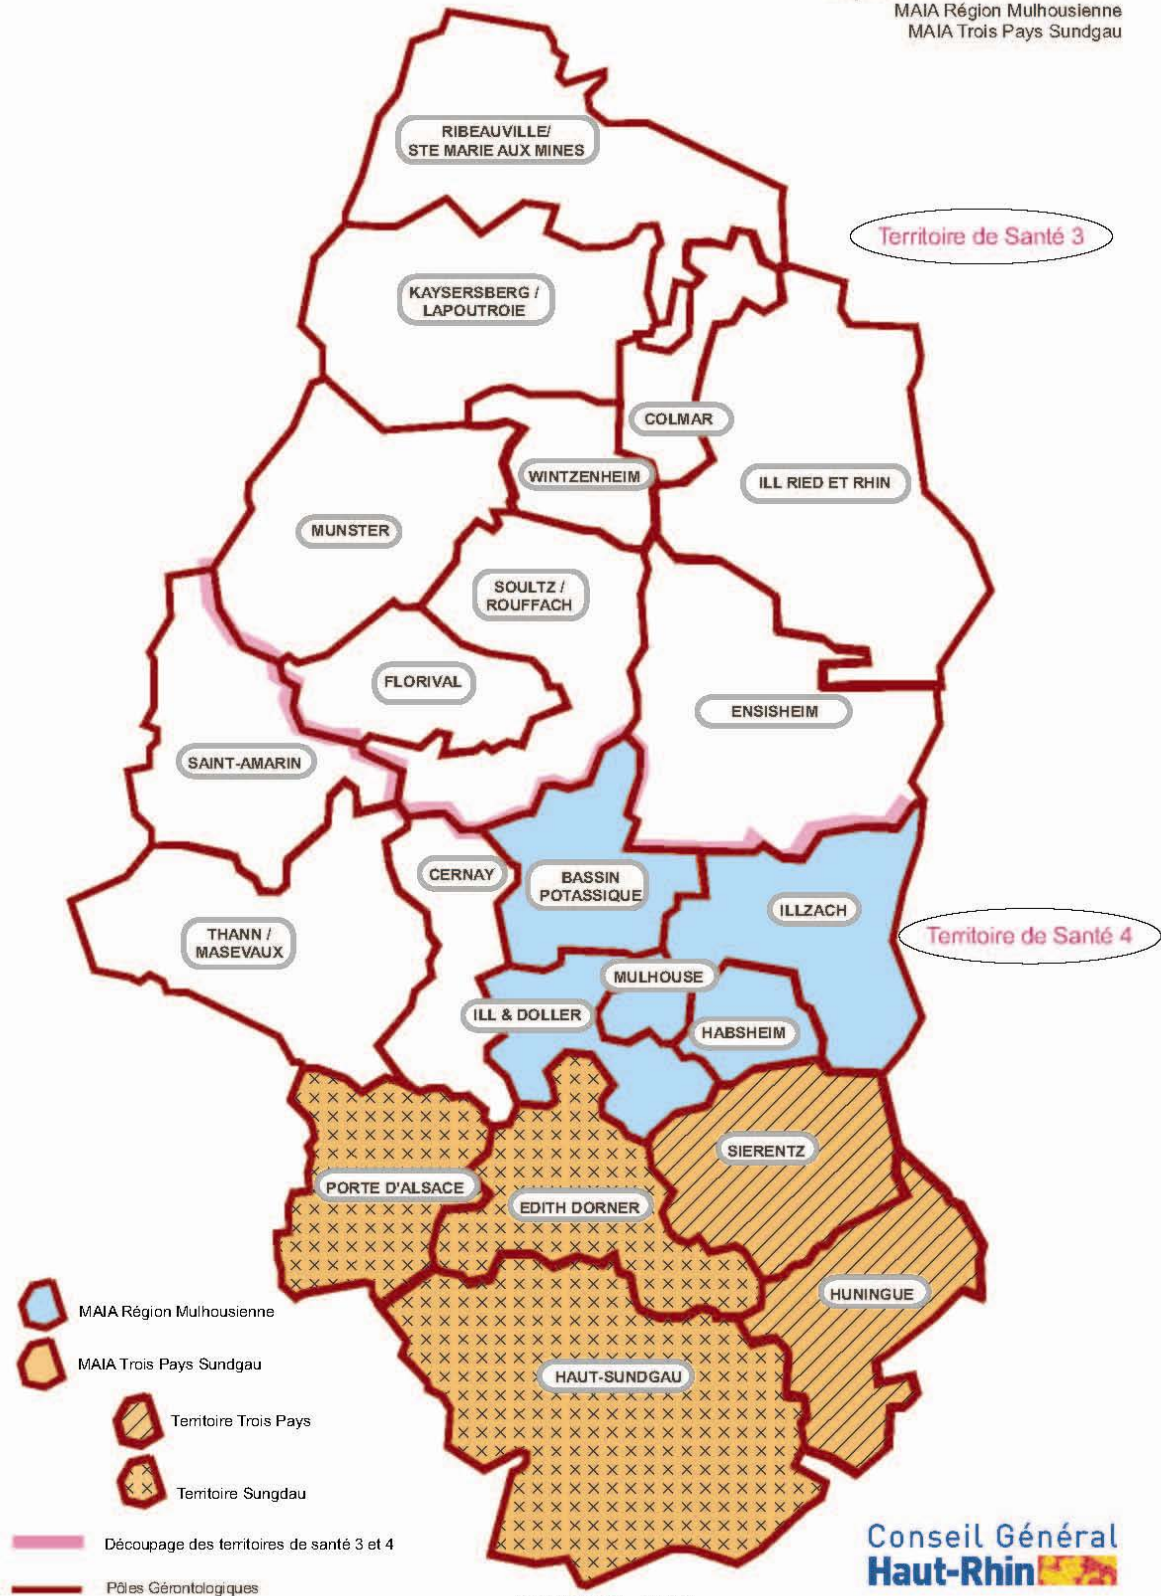 MAIA Région Mulhousienne
MAIA Trois Pays Sundgau
RIBEAUVILLE/
STE MARIE AUX MINES
Territoire de Santé 3
KAYSERSBERG /
LAPOUTROIE
COLMAR
WINTZENHEIM
ILL RIED ET RHIN
MUNSTER
SOULTZ /
ROUFFACH
FLORIVAL
ENSISHEIM
SAINT-AMARIN
CERNAY
BASSIN
POTASSIQUE
ILLZACH
THANN /
MASEVAUX
Territoire de Santé 4
MULHOUSE
ILL & DOLLER
HABSHEIM
SIERENTZ
PORTE D'ALSACE
EDITH DORNER
HUNINGUE
MAIA Région Mulhousienne
MAIA Trois Pays Sundgau
HAUT-SUNDGAU
Territoire Trois Pays
Territoire Sungdau
Découpage des territoires de santé 3 et 4
Pôles Gérontologiques
Conseil Général
Haut-Rhin